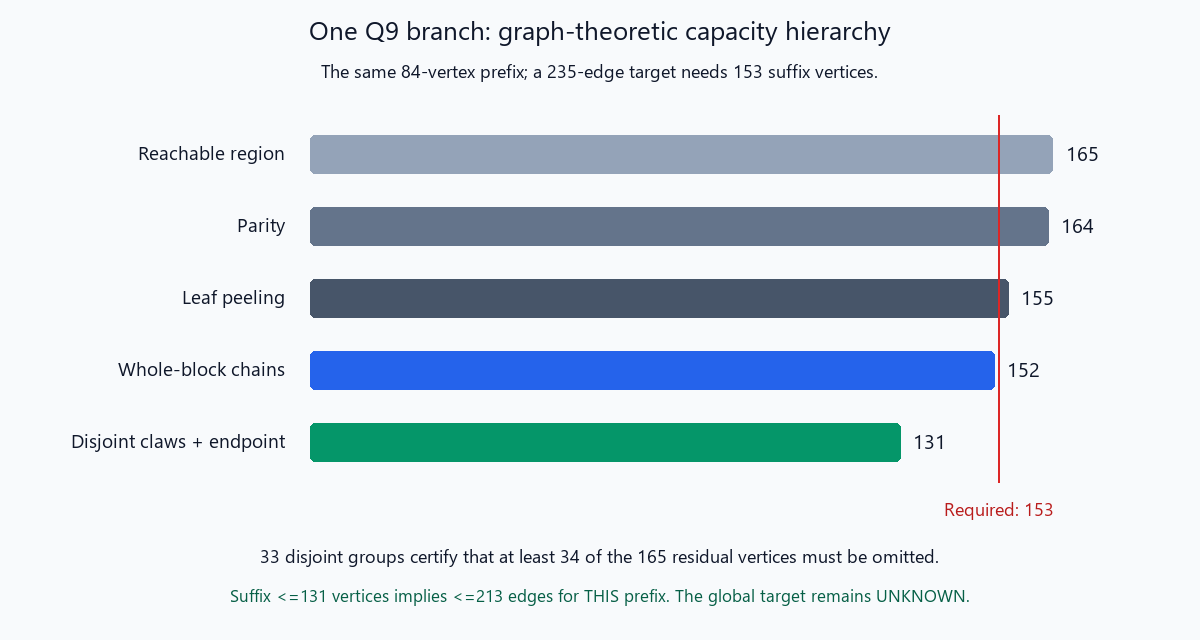 One Q9 branch: graph-theoretic capacity hierarchy
The same 84-vertex prefix; a 235-edge target needs 153 suffix vertices.
Reachable region 165
Parity 164
Leaf peeling 155
Whole-block chains 152
Disjoint claws + endpoint 131
Required: 153
33 disjoint groups certify that at least 34 of the 165 residual vertices must be omitted.
Suffix <=131 vertices implies <=213 edges for THIS prefix. The global target remains UNKNOWN.